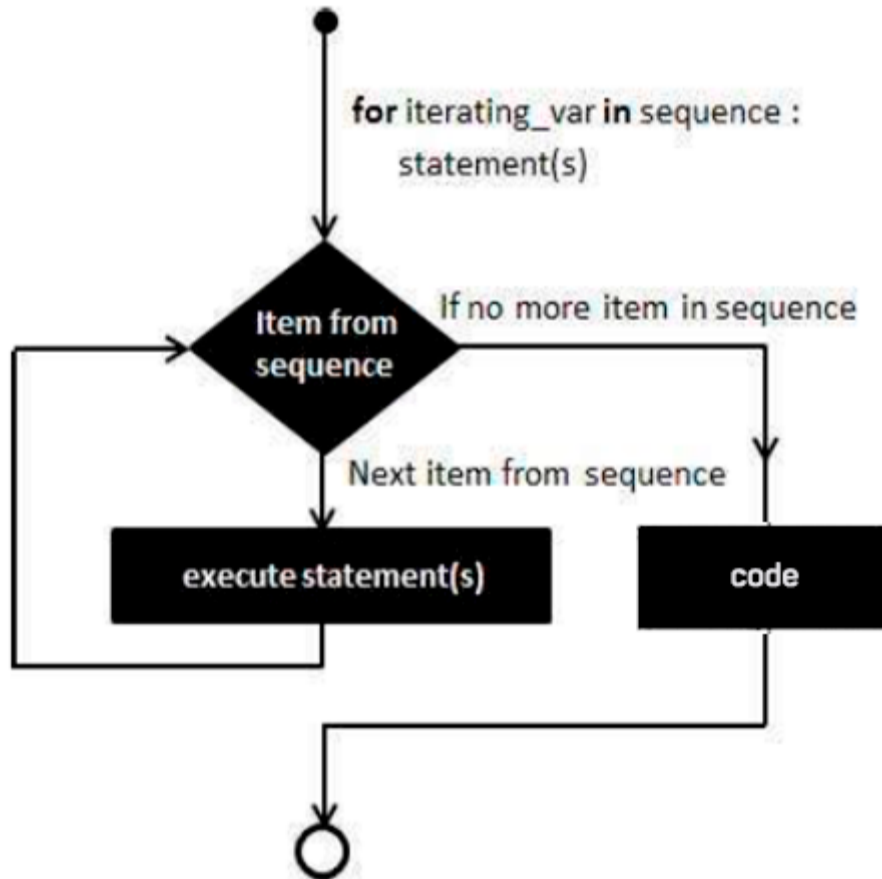 for iterating_var in sequence :
statement(s)
Item from
sequence
If no more item in sequence
Next item from sequence
execute statement(s)
code